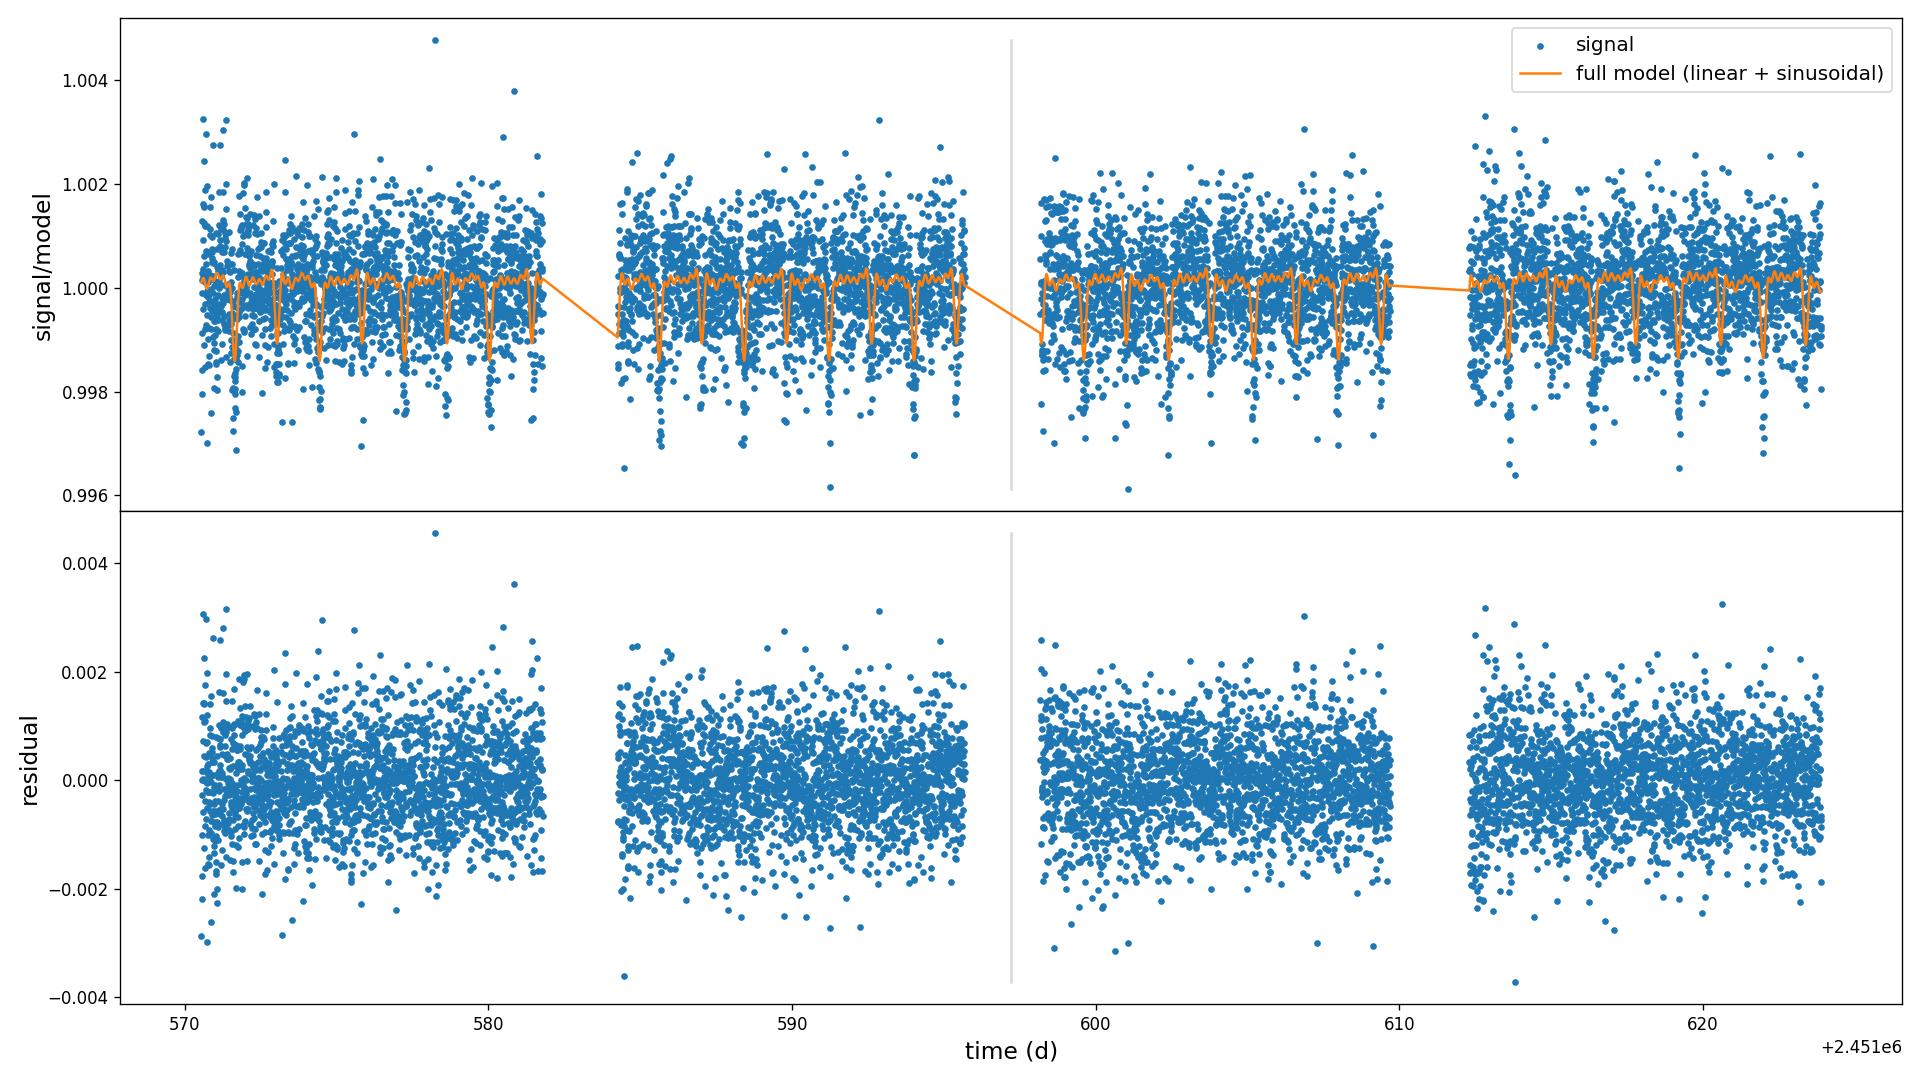 signal
full model (linear + sinusoidal)
1.004
1.002
1.000
0.998
0.996
signal/model
0.004
0.002
0.000
−0.002
−0.004
residual
570
580
590
600
610
620
time (d)
+2.451e6